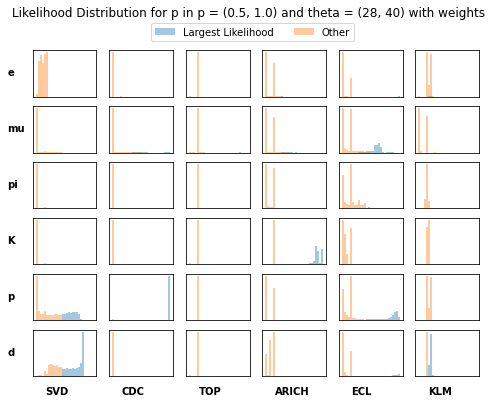 Likelihood Distribution for p in p = (0.5, 1.0) and theta = (28, 40) with weights
Largest Likelihood Other
e
mu
pi
K
p
d
SVD CDC TOP ARICH ECL KLM